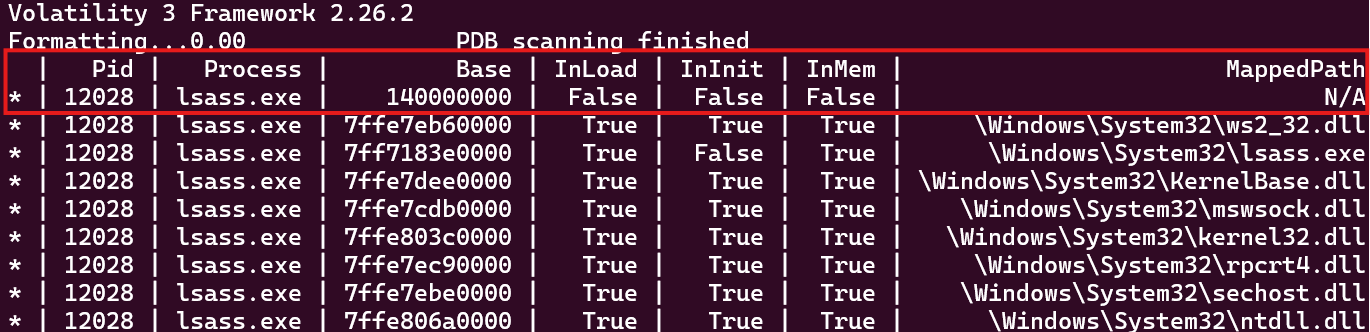 Volatility 3 Framework 2.26.2
Formatting...0.00 PDB scanning finished
| Pid | Process | Base | InLoad | InInit | InMem | MappedPath
* | 12028 | lsass.exe | 140000000 | False | False | False | N/A
* | 12028 | lsass.exe | 7ffe7eb60000 | True | True | True | \Windows\System32\ws2_32.dll
* | 12028 | lsass.exe | 7ff7183e0000 | True | False | True | \Windows\System32\lsass.exe
* | 12028 | lsass.exe | 7ffe7dee0000 | True | True | True | \Windows\System32\KernelBase.dll
* | 12028 | lsass.exe | 7ffe7cdb0000 | True | True | True | \Windows\System32\mswsock.dll
* | 12028 | lsass.exe | 7ffe803c0000 | True | True | True | \Windows\System32\kernel32.dll
* | 12028 | lsass.exe | 7ffe7ec90000 | True | True | True | \Windows\System32\rpcrt4.dll
* | 12028 | lsass.exe | 7ffe7ebe0000 | True | True | True | \Windows\System32\sechost.dll
* | 12028 | lsass.exe | 7ffe806a0000 | True | True | True | \Windows\System32\ntdll.dll